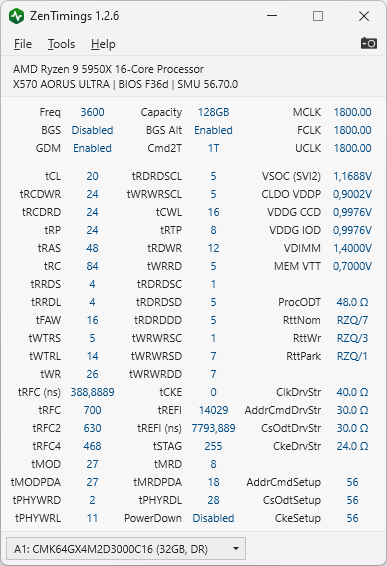 ZenTimings 1.2.6
File Tools Help
AMD Ryzen 9 5950X 16-Core Processor
X570 AORUS ULTRA | BIOS F36d | SMU 56.70.0
Freq 3600 Capacity 128GB MCLK 1800.00
BGS Disabled BGS Alt Enabled FCLK 1800.00
GDM Enabled Cmd2T 1T UCLK 1800.00
tCL 20 tRDRDSCL 5 VSOC (SVI2) 1,1688V
tRCDWR 24 tWRWRSCL 5 CLDO VDDP 0,9002V
tRCDRD 24 tCWL 16 VDDG CCD 0,9976V
tRP 24 tRTP 8 VDDG IOD 0,9976V
tRAS 48 tRDWR 12 VDIMM 1,4000V
tRC 84 tWRRD 5 MEM VTT 0,7000V
tRRDS 4 tRDRDSC 1
tRRDL 4 tRDRDSD 5 ProcODT 48.0 Ω
tFAW 16 tRDRDDD 5 RttNom RZQ/7
tWTRS 5 tWRWRSC 1 RttWr RZQ/3
tWTRL 14 tWRWRSD 7 RttPark RZQ/1
tWR 26 tWRWRDD 7
tRFC (ns) 388,8889 tCKE 0 ClkDrvStr 40.0 Ω
tRFC 700 tREFI 14029 AddrCmdDrvStr 30.0 Ω
tRFC2 630 tREFI (ns) 7793,889 CsOdtDrvStr 30.0 Ω
tRFC4 468 tSTAG 255 CkeDrvStr 24.0 Ω
tMOD 27 tMRD 8
tMODPDA 27 tMRDPDA 18 AddrCmdSetup 56
tPHYWRD 2 tPHYRDL 28 CsOdtSetup 56
tPHYWRL 11 PowerDown Disabled CkeSetup 56
A1: CMK64GX4M2D3000C16 (32GB, DR)